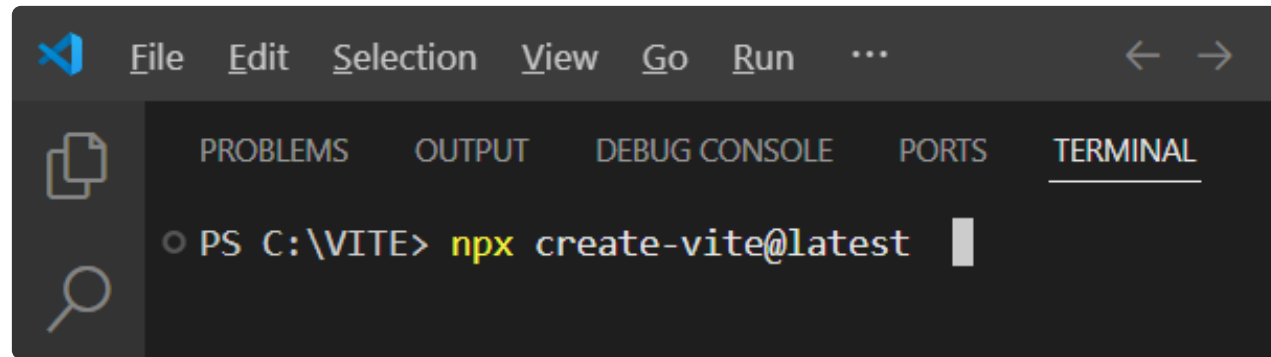 File Edit Selection View Go Run ...
PROBLEMS OUTPUT DEBUG CONSOLE PORTS TERMINAL
PS C:\VITE> npx create-vite@latest